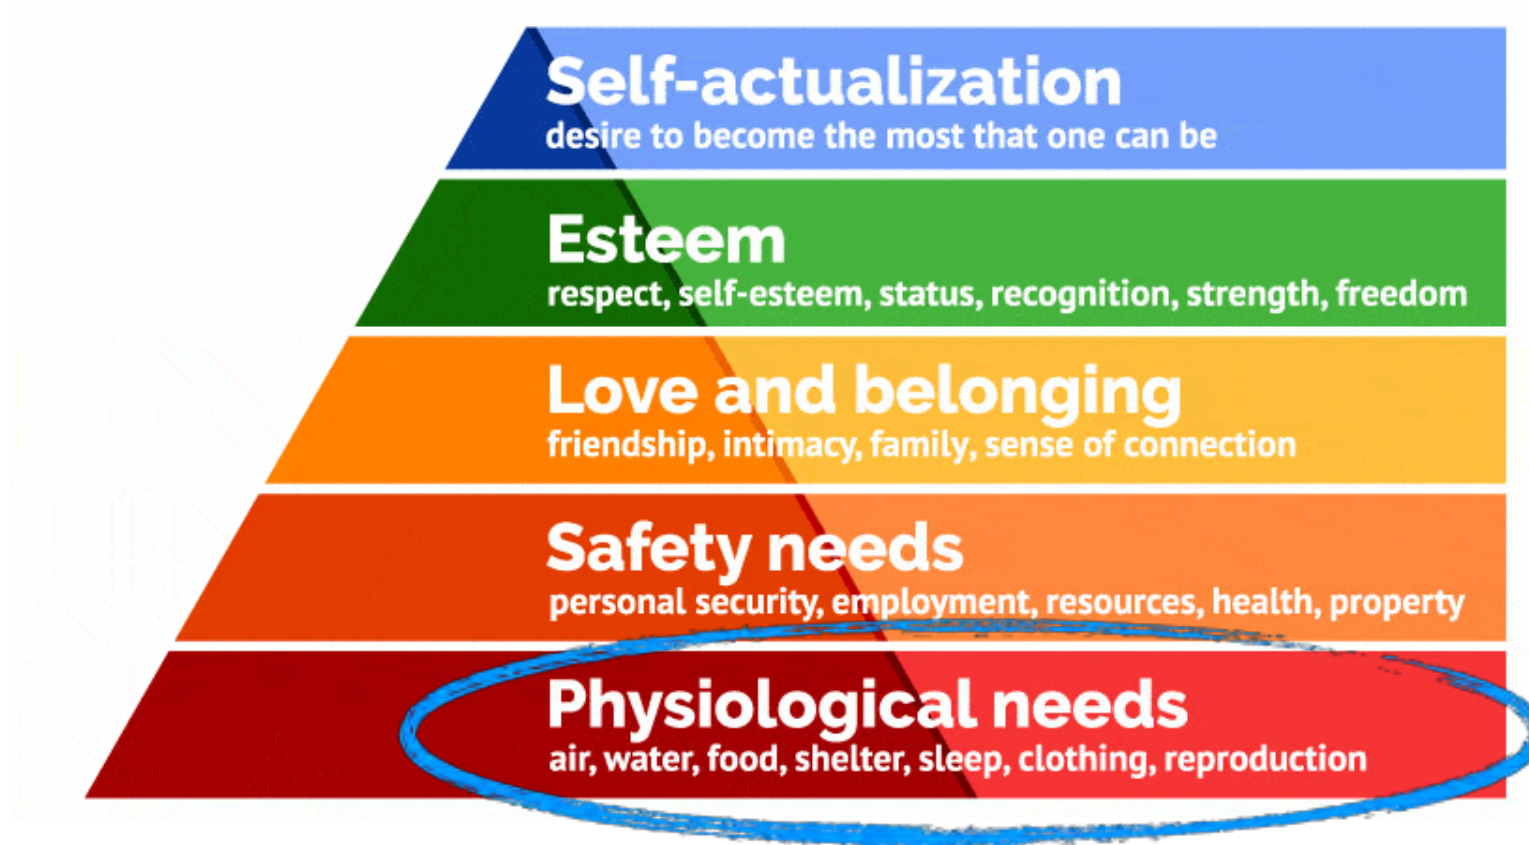 Self-actualization
desire to become the most that one can be
Esteem
respect, self-esteem, status, recognition, strength, freedom
Love and belonging
friendship, intimacy, family, sense of connection
Safety needs
personal security, employment, resources, health, property
Physiological needs
air, water, food, shelter, sleep, clothing, reproduction